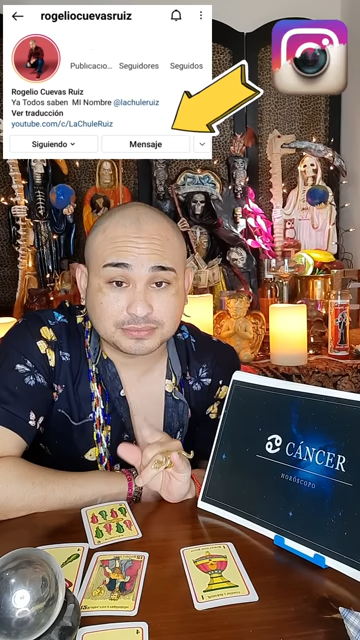 rogeliocuevasruiz
Publicacio... Seguidores Seguidos
Rogelio Cuevas Ruiz
Ya Todos saben Mi Nombre @lachuleruiz
Ver traducción
youtube.com/c/LaChuleRuiz
Siguiendo Mensaje
CÁNCER
HORÓSCOPO